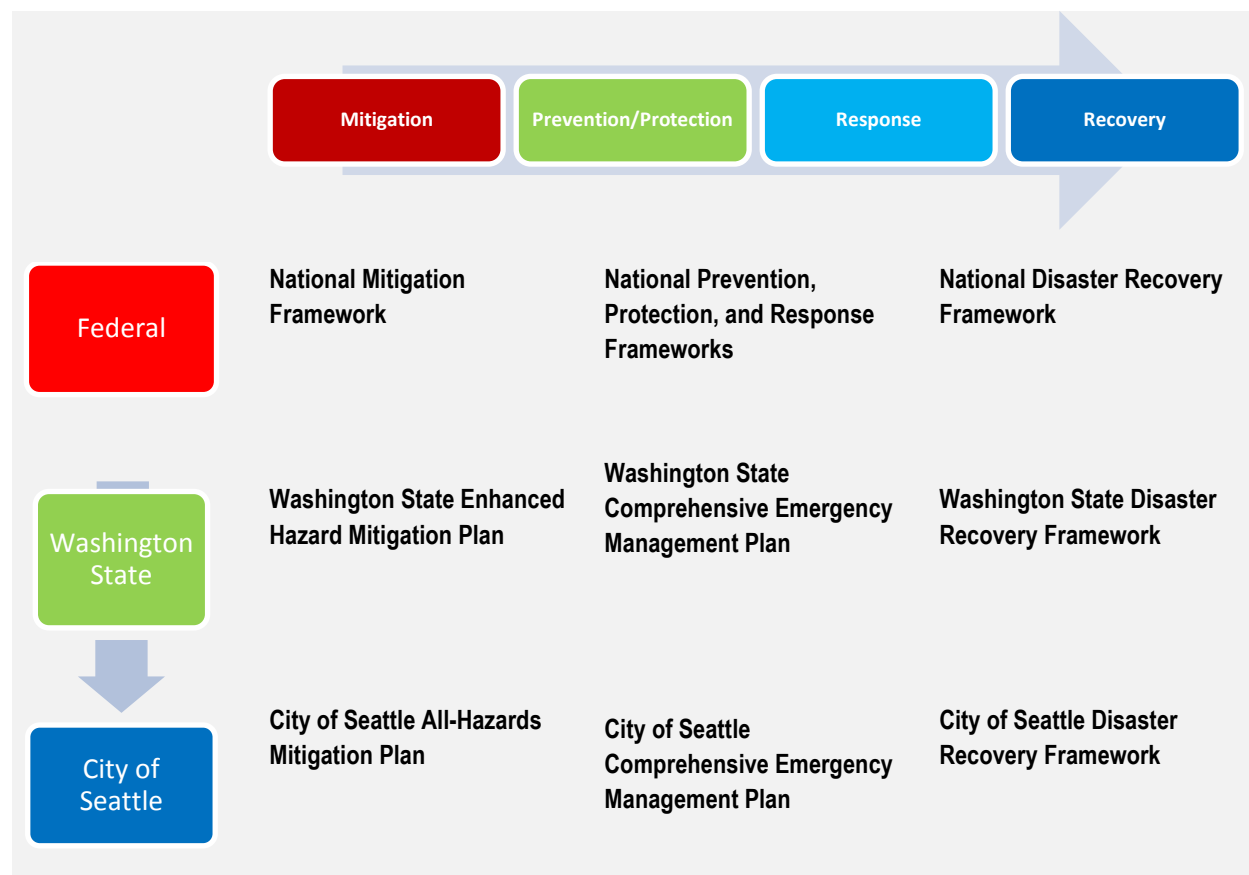 Mitigation
Prevention/Protection
Response
Recovery
Federal
National Mitigation
Framework
National Prevention,
Protection, and Response
Frameworks
National Disaster Recovery
Framework
Washington
State
Washington State Enhanced
Hazard Mitigation Plan
Washington State
Comprehensive Emergency
Management Plan
Washington State Disaster
Recovery Framework
City of
Seattle
City of Seattle All-Hazards
Mitigation Plan
City of Seattle
Comprehensive Emergency
Management Plan
City of Seattle Disaster
Recovery Framework